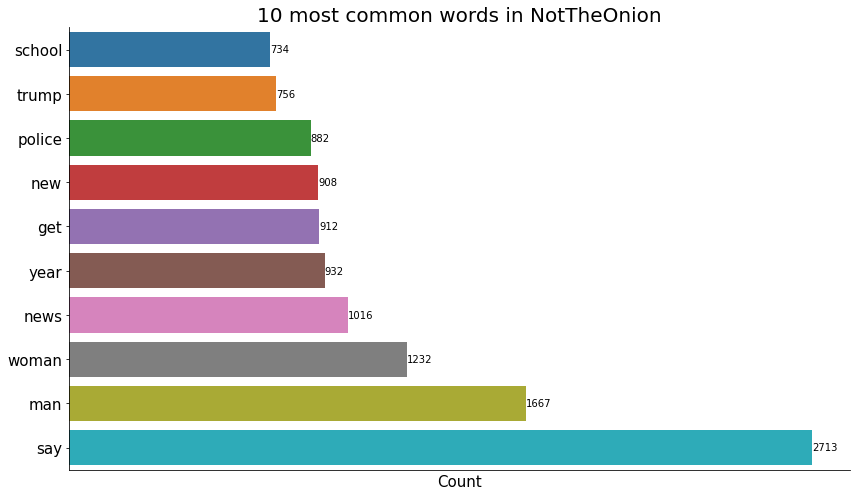 10 most common words in NotTheOnion
school 734
trump 756
police 882
new 908
get 912
year 932
news 1016
woman 1232
man 1667
say 2713
Count